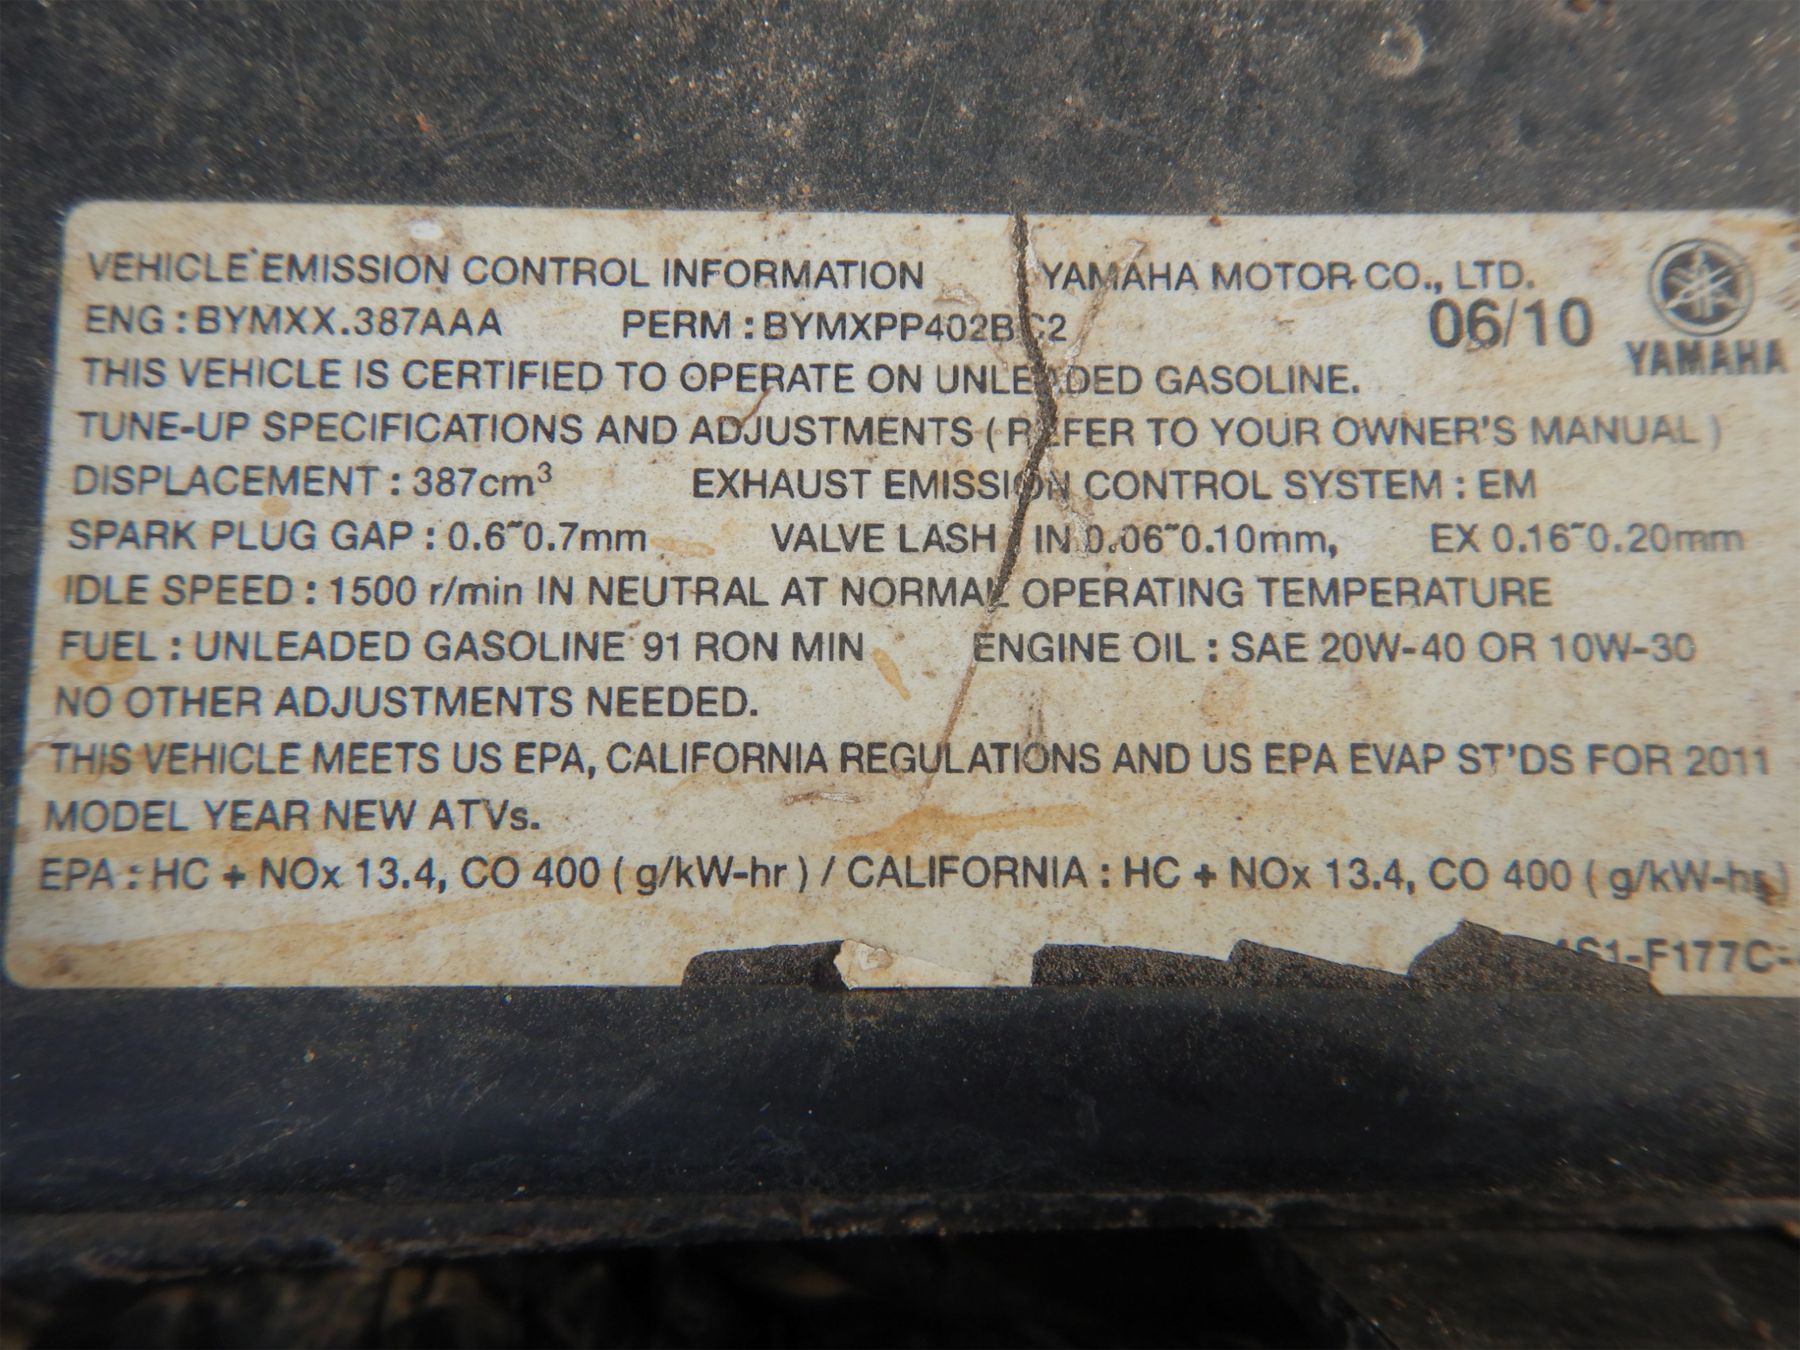 VEHICLE EMISSION CONTROL INFORMATION YAMAHA MOTOR CO., LTD.
ENG : BYMXX.387AAA PERM : BYMXPP402BC2 06/10
YAMAHA
THIS VEHICLE IS CERTIFIED TO OPERATE ON UNLEADED GASOLINE.
TUNE-UP SPECIFICATIONS AND ADJUSTMENTS ( REFER TO YOUR OWNER'S MANUAL )
DISPLACEMENT : 387cm³ EXHAUST EMISSION CONTROL SYSTEM : EM
SPARK PLUG GAP : 0.6~0.7mm VALVE LASH IN 0.06~0.10mm, EX 0.16~0.20mm
IDLE SPEED : 1500 r/min IN NEUTRAL AT NORMAL OPERATING TEMPERATURE
FUEL : UNLEADED GASOLINE 91 RON MIN ENGINE OIL : SAE 20W-40 OR 10W-30
NO OTHER ADJUSTMENTS NEEDED.
THIS VEHICLE MEETS US EPA, CALIFORNIA REGULATIONS AND US EPA EVAP ST'DS FOR 2011
MODEL YEAR NEW ATVs.
EPA : HC + NOx 13.4, CO 400 ( g/kW-hr ) / CALIFORNIA : HC + NOx 13.4, CO 400 ( g/kW-hr )